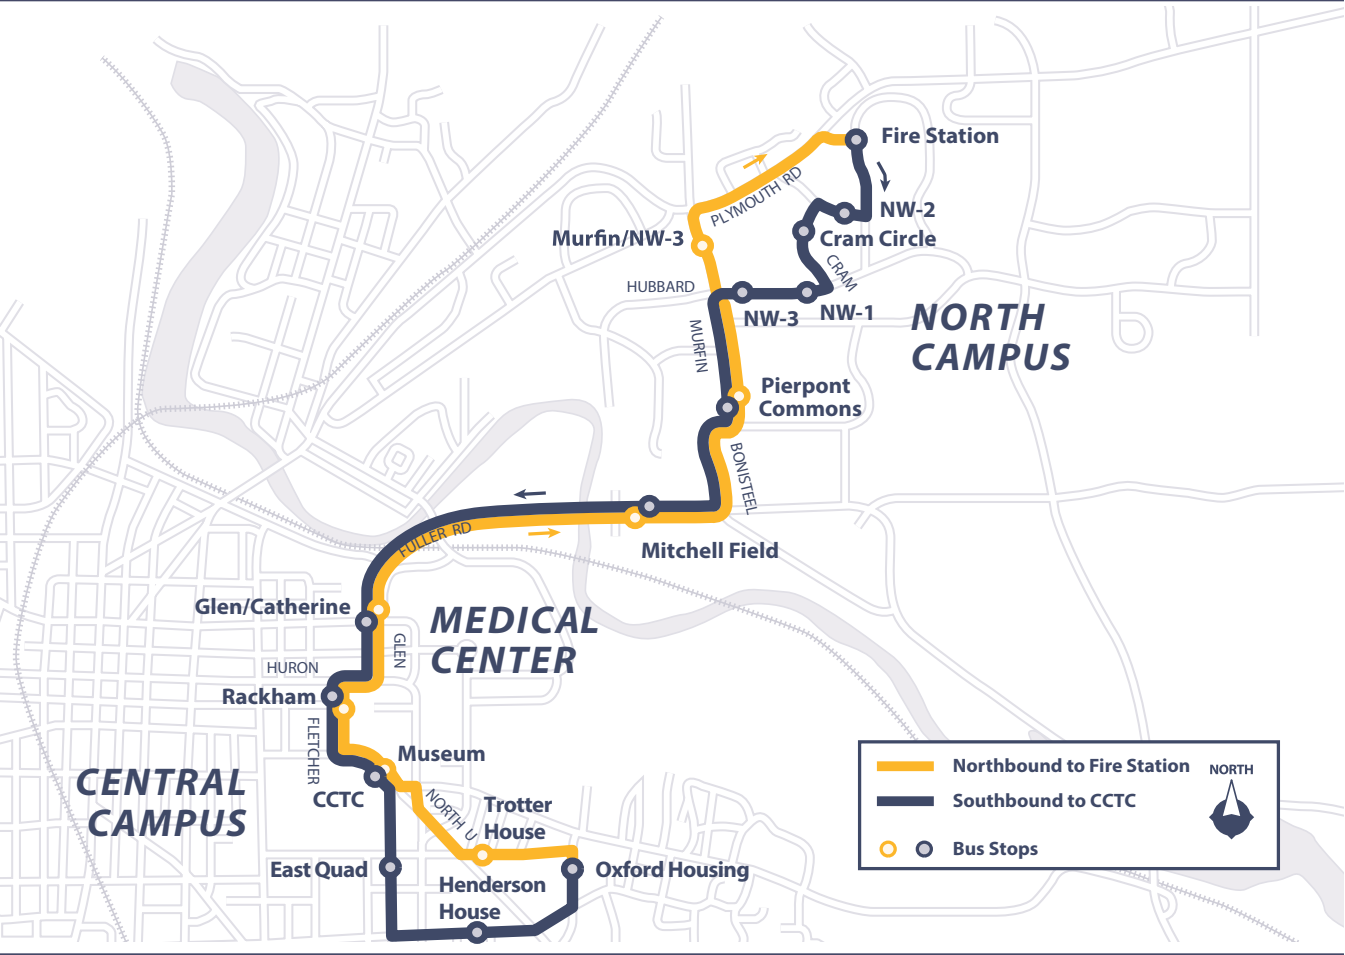 Fire Station
PLYMOUTH RD
NW-2
Murfin/NW-3
Cram Circle
CRAM
HUBBARD
NW-3
NW-1
NORTH
CAMPUS
MURFIN
Pierpont
Commons
BONISTEEL
FULLER RD
Mitchell Field
Glen/Catherine
MEDICAL
CENTER
GLEN
HURON
Rackham
FLETCHER
Museum
CENTRAL
CAMPUS
CCTC
NORTH U
Trotter
House
East Quad
Henderson
House
Oxford Housing
Northbound to Fire Station
NORTH
Southbound to CCTC
Bus Stops